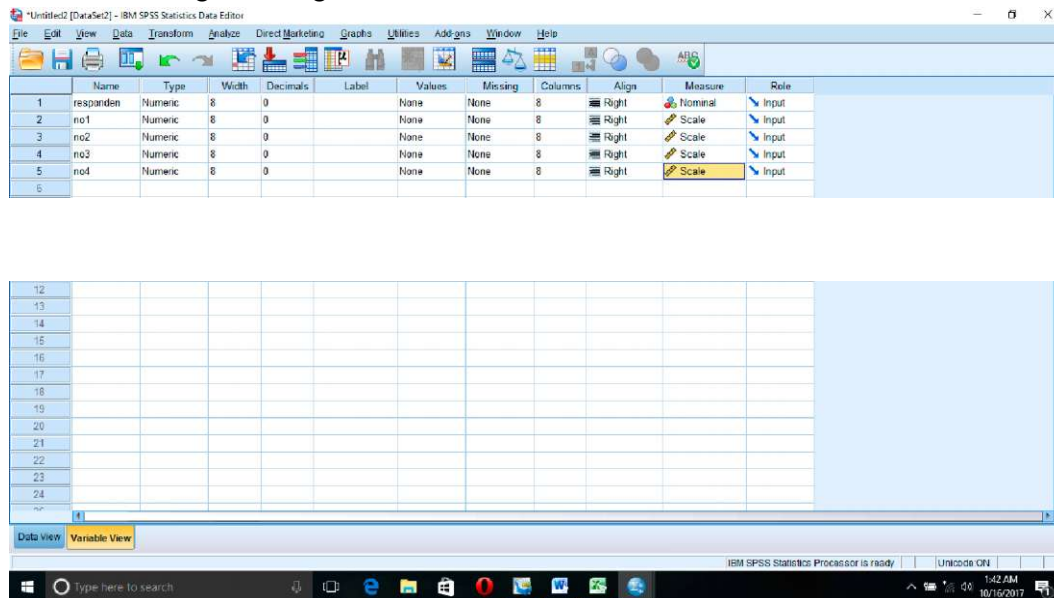 *Untitled2 [DataSet2] - IBM SPSS Statistics Data Editor
File Edit View Data Transform Analyze Direct Marketing Graphs Utilities Add-ons Window Help
Name Type Width Decimals Label Values Missing Columns Align Measure Role
1 responden Numeric 8 0 None None 8 Right Nominal Input
2 no1 Numeric 8 0 None None 8 Right Scale Input
3 no2 Numeric 8 0 None None 8 Right Scale Input
4 no3 Numeric 8 0 None None 8 Right Scale Input
5 no4 Numeric 8 0 None None 8 Right Scale Input
6
12
13
14
15
16
17
18
19
20
21
22
23
24
Data View Variable View
IBM SPSS Statistics Processor is ready Unicode:ON
Type here to search
1:42 AM
10/16/2017